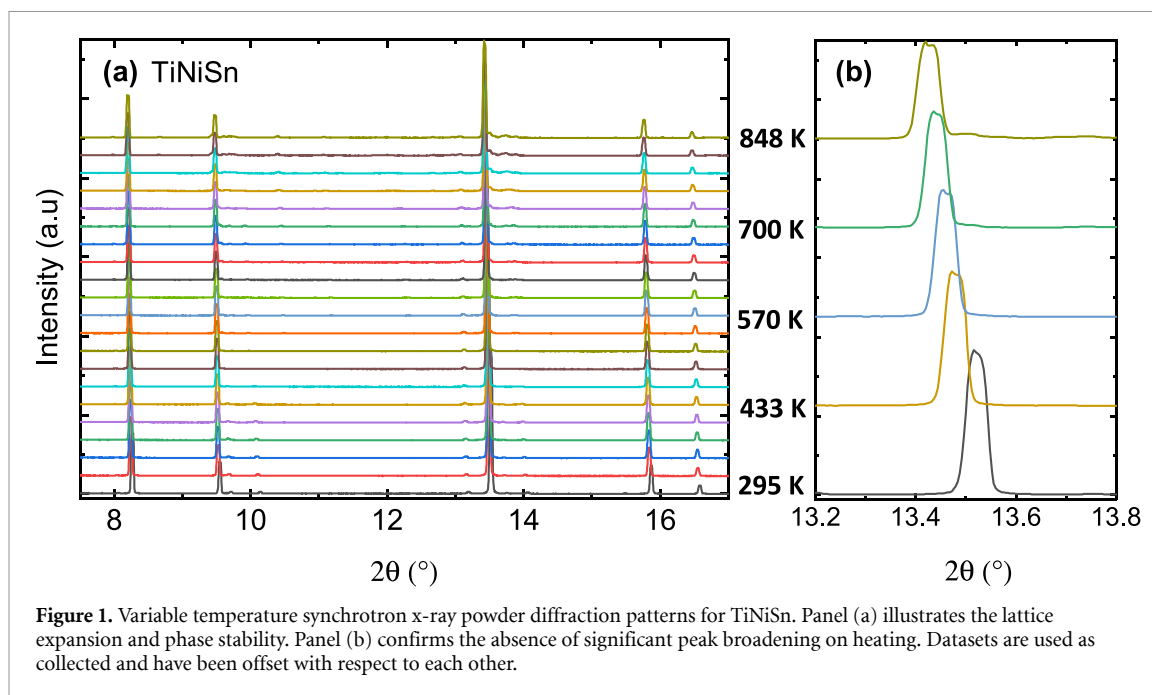 (a) TiNiSn
(b)
Intensity (a.u)
848 K
700 K
570 K
433 K
295 K
8 10 12 14 16
13.2 13.4 13.6 13.8
2θ (°)
2θ (°)
Figure 1. Variable temperature synchrotron x-ray powder diffraction patterns for TiNiSn. Panel (a) illustrates the lattice
expansion and phase stability. Panel (b) confirms the absence of significant peak broadening on heating. Datasets are used as
collected and have been offset with respect to each other.